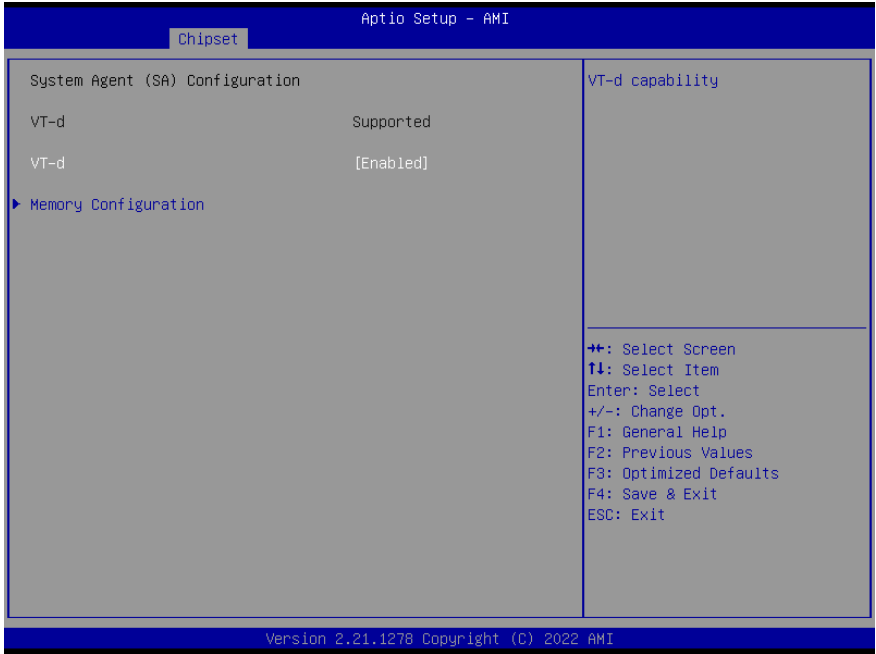 Aptio Setup – AMI
Chipset
System Agent (SA) Configuration
VT-d Supported
VT-d [Enabled]
Memory Configuration
VT-d capability
→←: Select Screen
↑↓: Select Item
Enter: Select
+/-: Change Opt.
F1: General Help
F2: Previous Values
F3: Optimized Defaults
F4: Save & Exit
ESC: Exit
Version 2.21.1278 Copyright (C) 2022 AMI